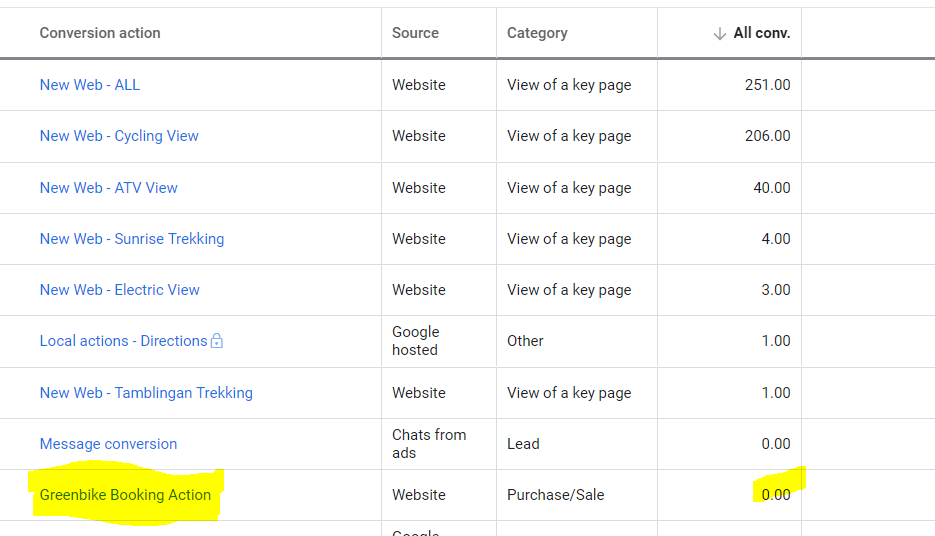 Conversion action Source Category All conv.
New Web - ALL Website View of a key page 251.00
New Web - Cycling View Website View of a key page 206.00
New Web - ATV View Website View of a key page 40.00
New Web - Sunrise Trekking Website View of a key page 4.00
New Web - Electric View Website View of a key page 3.00
Local actions - Directions Google hosted Other 1.00
New Web - Tamblingan Trekking Website View of a key page 1.00
Message conversion Chats from ads Lead 0.00
Greenbike Booking Action Website Purchase/Sale 0.00